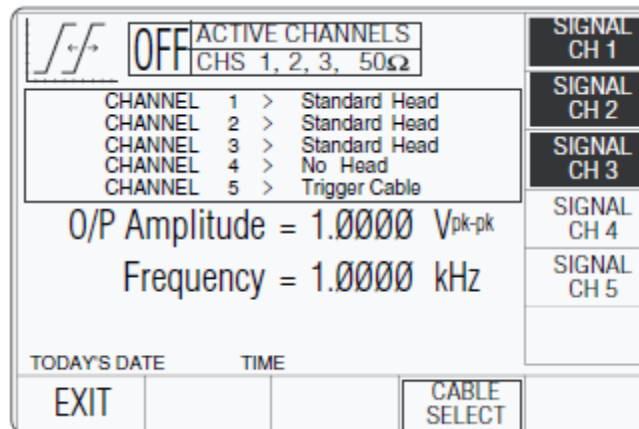 OFF
ACTIVE CHANNELS
CHS 1, 2, 3, 50Ω
SIGNAL
CH 1
SIGNAL
CH 2
SIGNAL
CH 3
SIGNAL
CH 4
SIGNAL
CH 5
CHANNEL 1 > Standard Head
CHANNEL 2 > Standard Head
CHANNEL 3 > Standard Head
CHANNEL 4 > No Head
CHANNEL 5 > Trigger Cable
O/P Amplitude = 1.0000 Vpk-pk
Frequency = 1.0000 kHz
TODAY'S DATE TIME
EXIT
CABLE
SELECT